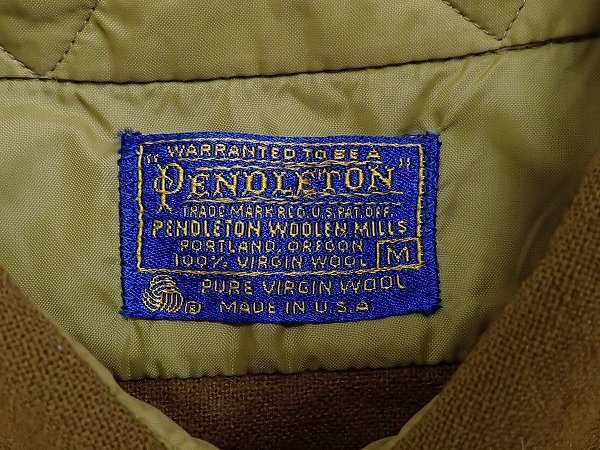 "WARRANTED TO BE A
PENDLETON"
TRADE MARK REG. U.S. PAT. OFF.
PENDLETON WOOLEN MILLS
PORTLAND, OREGON
100% VIRGIN WOOL M
PURE VIRGIN WOOL
® MADE IN U.S.A